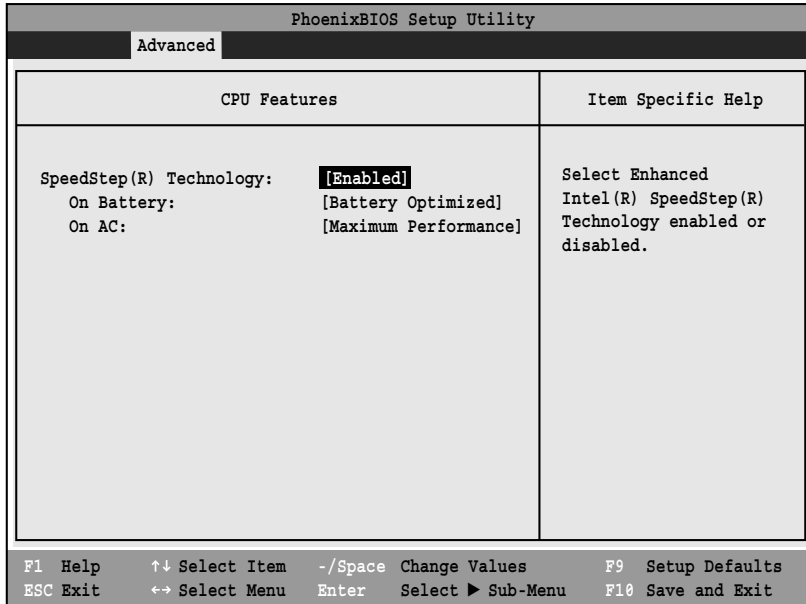 PhoenixBIOS Setup Utility
Advanced
CPU Features
Item Specific Help
SpeedStep(R) Technology: [Enabled]
On Battery: [Battery Optimized]
On AC: [Maximum Performance]
Select Enhanced
Intel(R) SpeedStep(R)
Technology enabled or
disabled.
F1 Help ↑↓ Select Item -/Space Change Values F9 Setup Defaults
ESC Exit ←→ Select Menu Enter Select ▶ Sub-Menu F10 Save and Exit